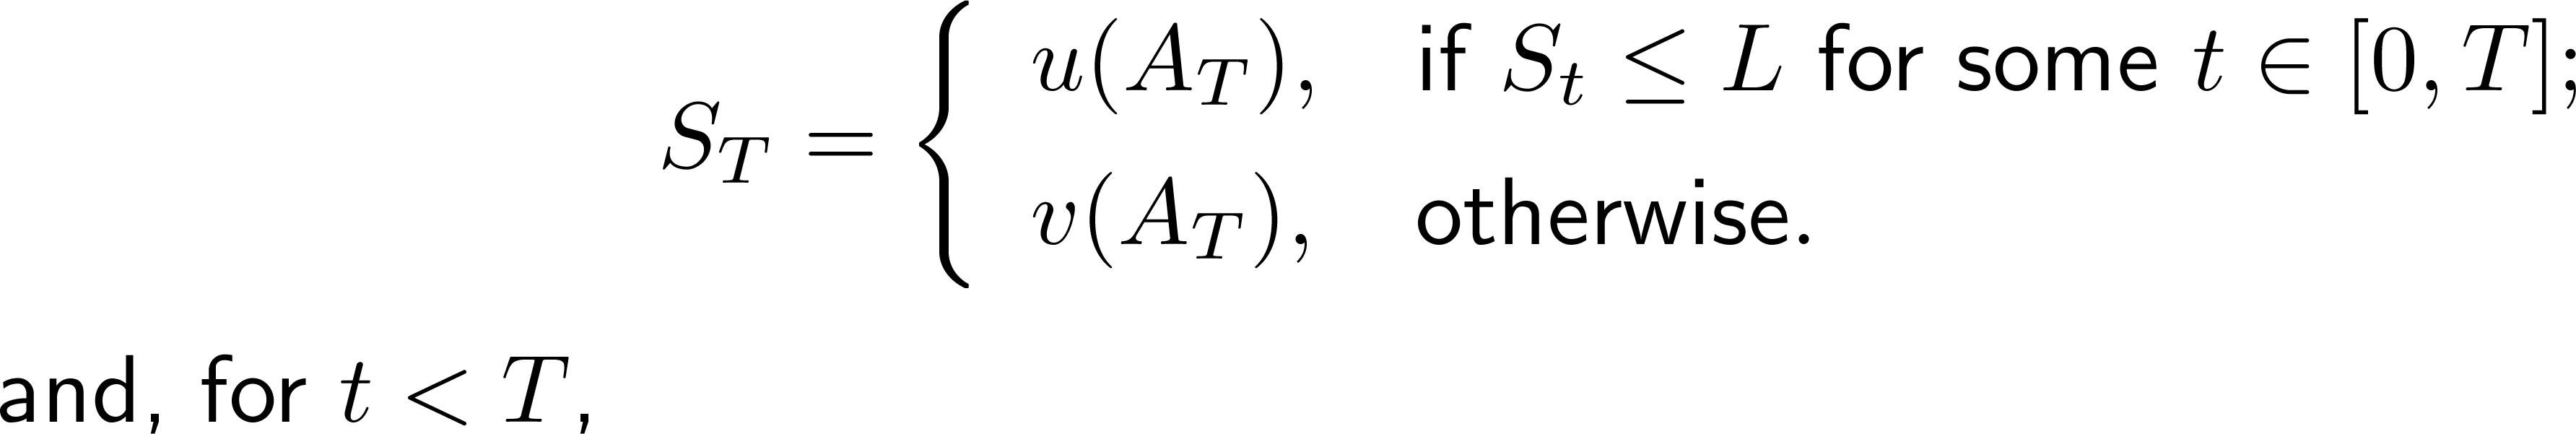 S_T = { u(A_T), if S_t ≤ L for some t ∈ [0, T];
v(A_T), otherwise.
and, for t < T,